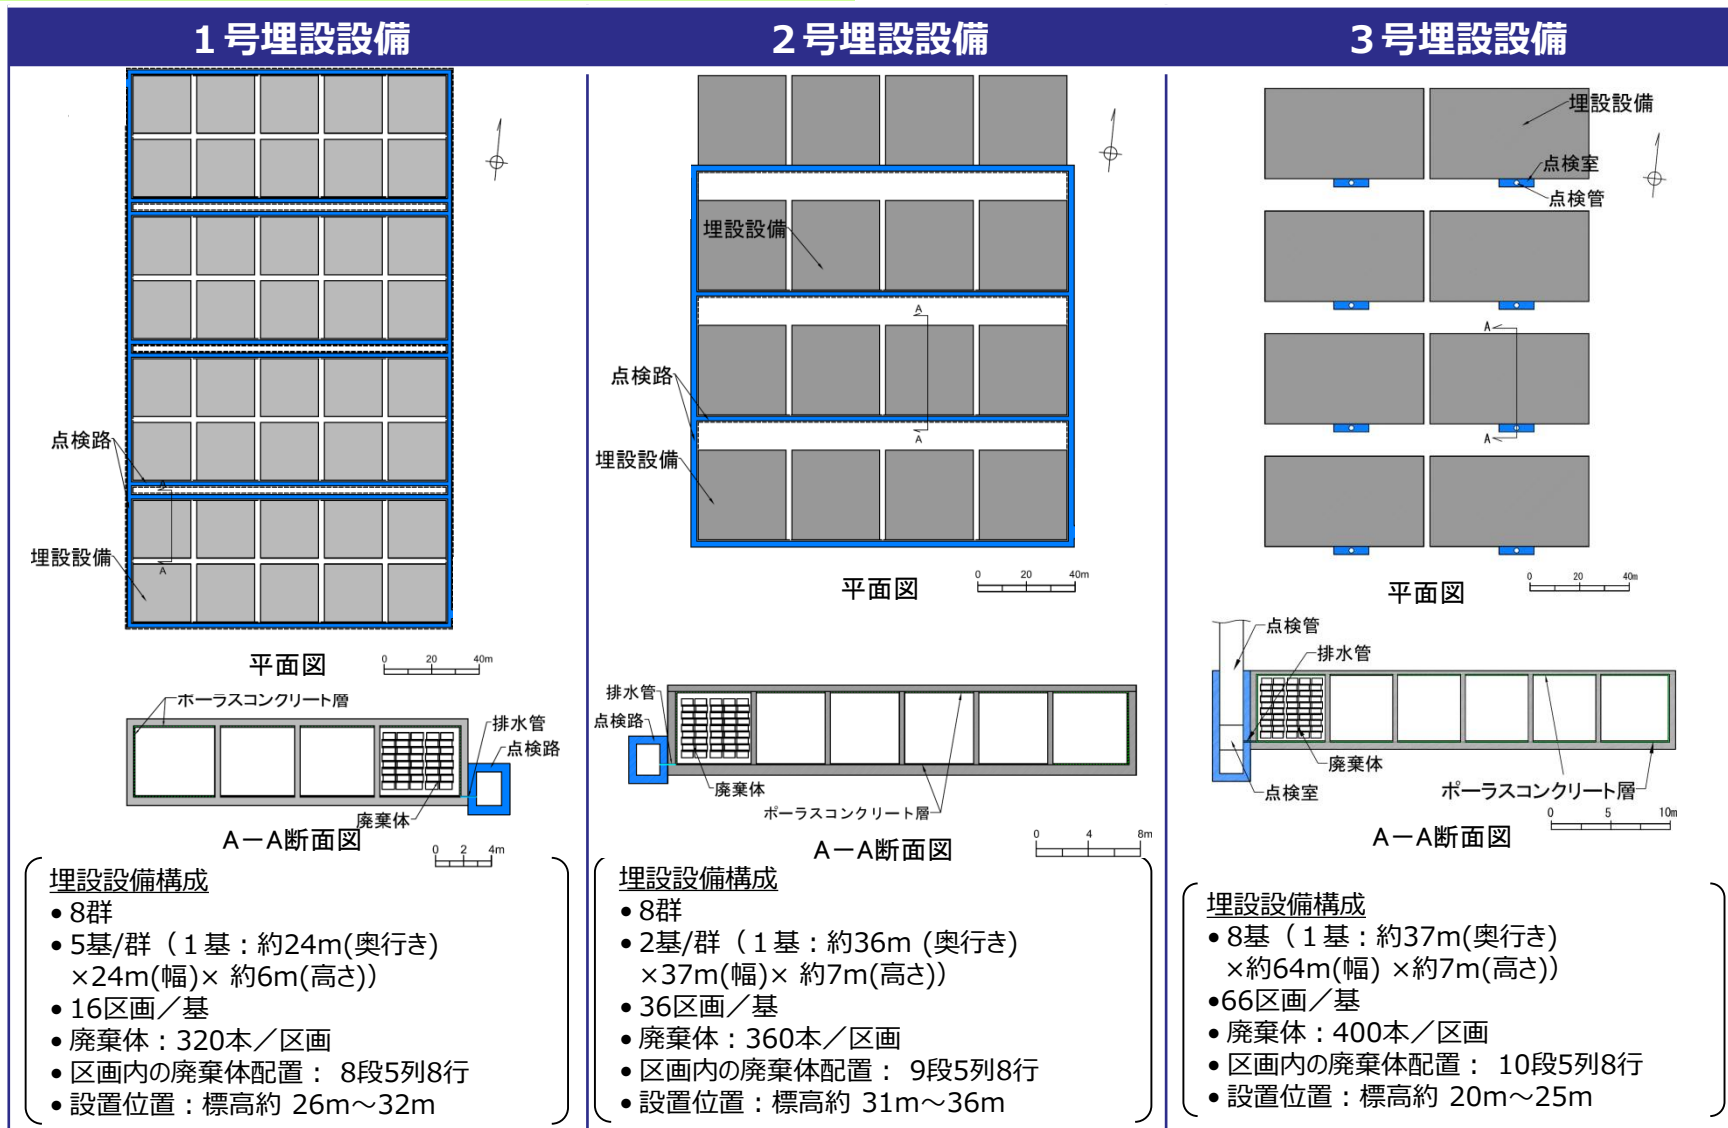 1号埋設設備
点検路
埋設設備
A
A
平面図
0 20 40m
ポーラスコンクリート層
排水管
点検路
廃棄体
A－A断面図
0 2 4m
埋設設備構成
• 8群
• 5基/群（1基：約24m(奥行き)
×24m(幅)× 約6m(高さ)）
• 16区画／基
• 廃棄体：320本／区画
• 区画内の廃棄体配置： 8段5列8行
• 設置位置：標高約 26m～32m
2号埋設設備
埋設設備
A
点検路
A
埋設設備
平面図
0 20 40m
排水管
点検路
廃棄体
ポーラスコンクリート層
A－A断面図
0 4 8m
埋設設備構成
• 8群
• 2基/群（1基：約36m (奥行き)
×37m(幅)× 約7m(高さ)）
• 36区画／基
• 廃棄体：360本／区画
• 区画内の廃棄体配置： 9段5列8行
• 設置位置：標高約 31m～36m
3号埋設設備
埋設設備
点検室
点検管
A
A
平面図
0 20 40m
点検管
排水管
廃棄体
点検室
ポーラスコンクリート層
A－A断面図
0 5 10m
埋設設備構成
• 8基（1基：約37m(奥行き)
×約64m(幅) ×約7m(高さ)）
•66区画／基
• 廃棄体：400本／区画
• 区画内の廃棄体配置： 10段5列8行
• 設置位置：標高約 20m～25m